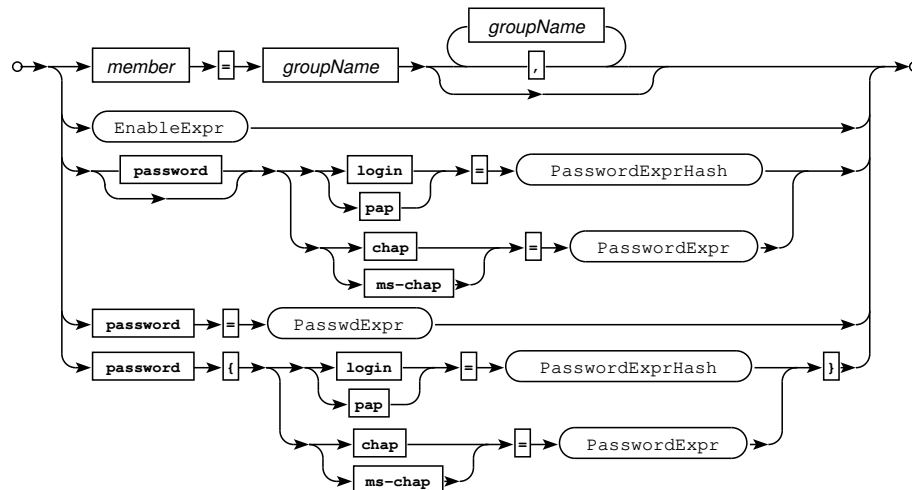 groupName
member = groupName ,
EnableExpr
password login = PasswordExprHash
pap
chap = PasswordExpr
ms-chap
password = PasswdExpr
password { login = PasswordExprHash }
pap
chap = PasswordExpr
ms-chap